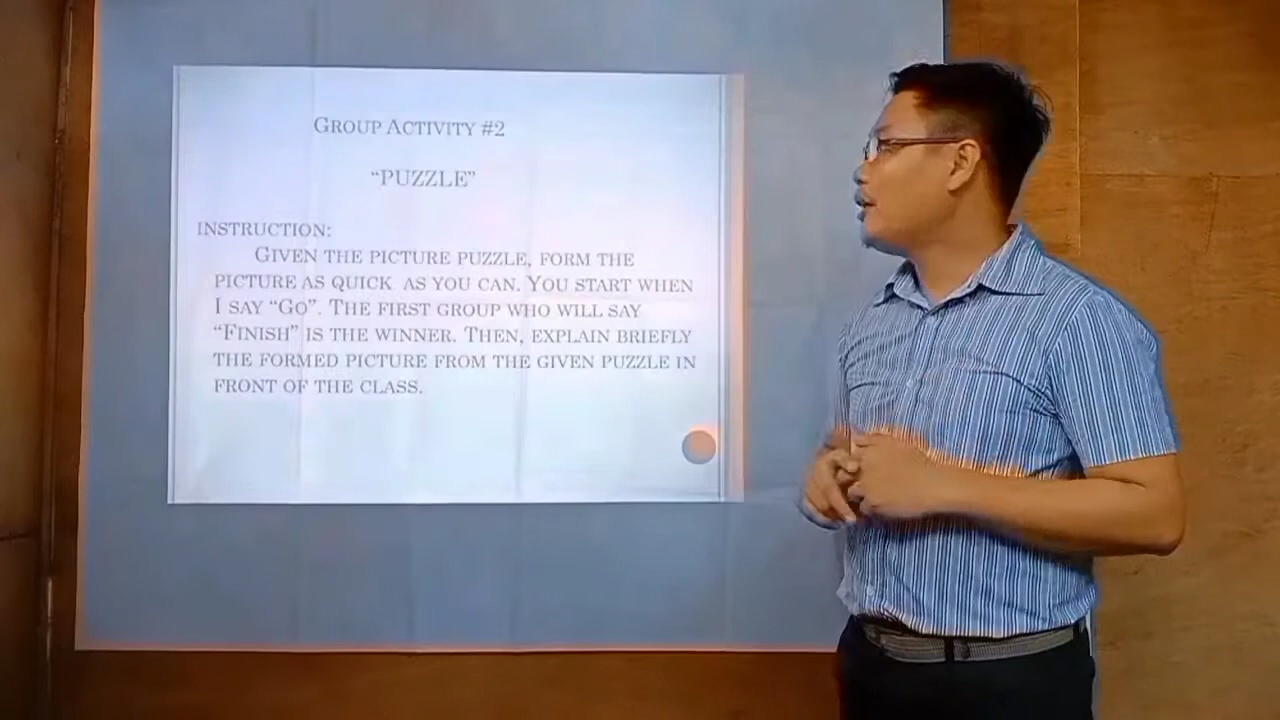 GROUP ACTIVITY #2
“PUZZLE”
INSTRUCTION:
GIVEN THE PICTURE PUZZLE, FORM THE
PICTURE AS QUICK AS YOU CAN. YOU START WHEN
I SAY “GO”. THE FIRST GROUP WHO WILL SAY
“FINISH” IS THE WINNER. THEN, EXPLAIN BRIEFLY
THE FORMED PICTURE FROM THE GIVEN PUZZLE IN
FRONT OF THE CLASS.